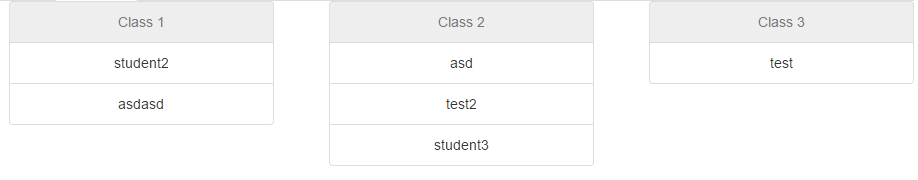 Class 1
student2
asdasd
Class 2
asd
test2
student3
Class 3
test